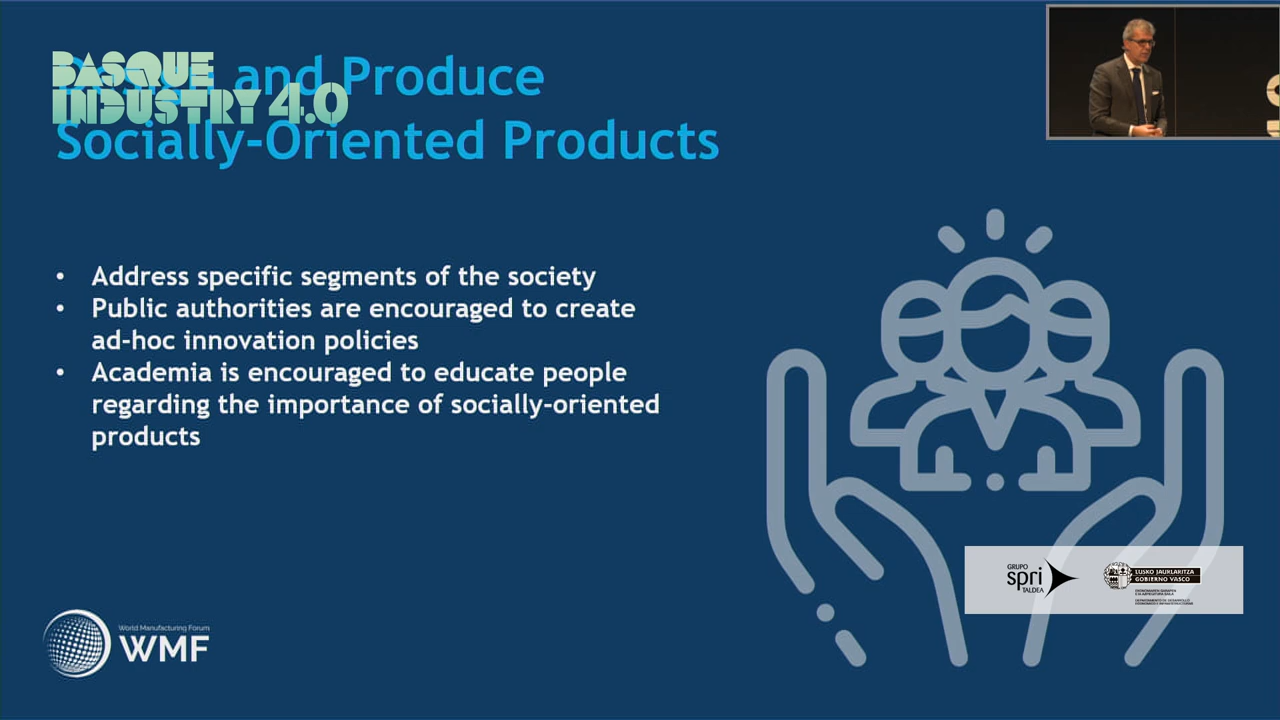 BASQUE
INDUSTRY 4.0
and Produce
Socially-Oriented Products
• Address specific segments of the society
• Public authorities are encouraged to create
ad-hoc innovation policies
• Academia is encouraged to educate people
regarding the importance of socially-oriented
products
GRUPO
spri
TALDEA
EUSKO JAURLARITZA
GOBIERNO VASCO
World Manufacturing Forum
WMF